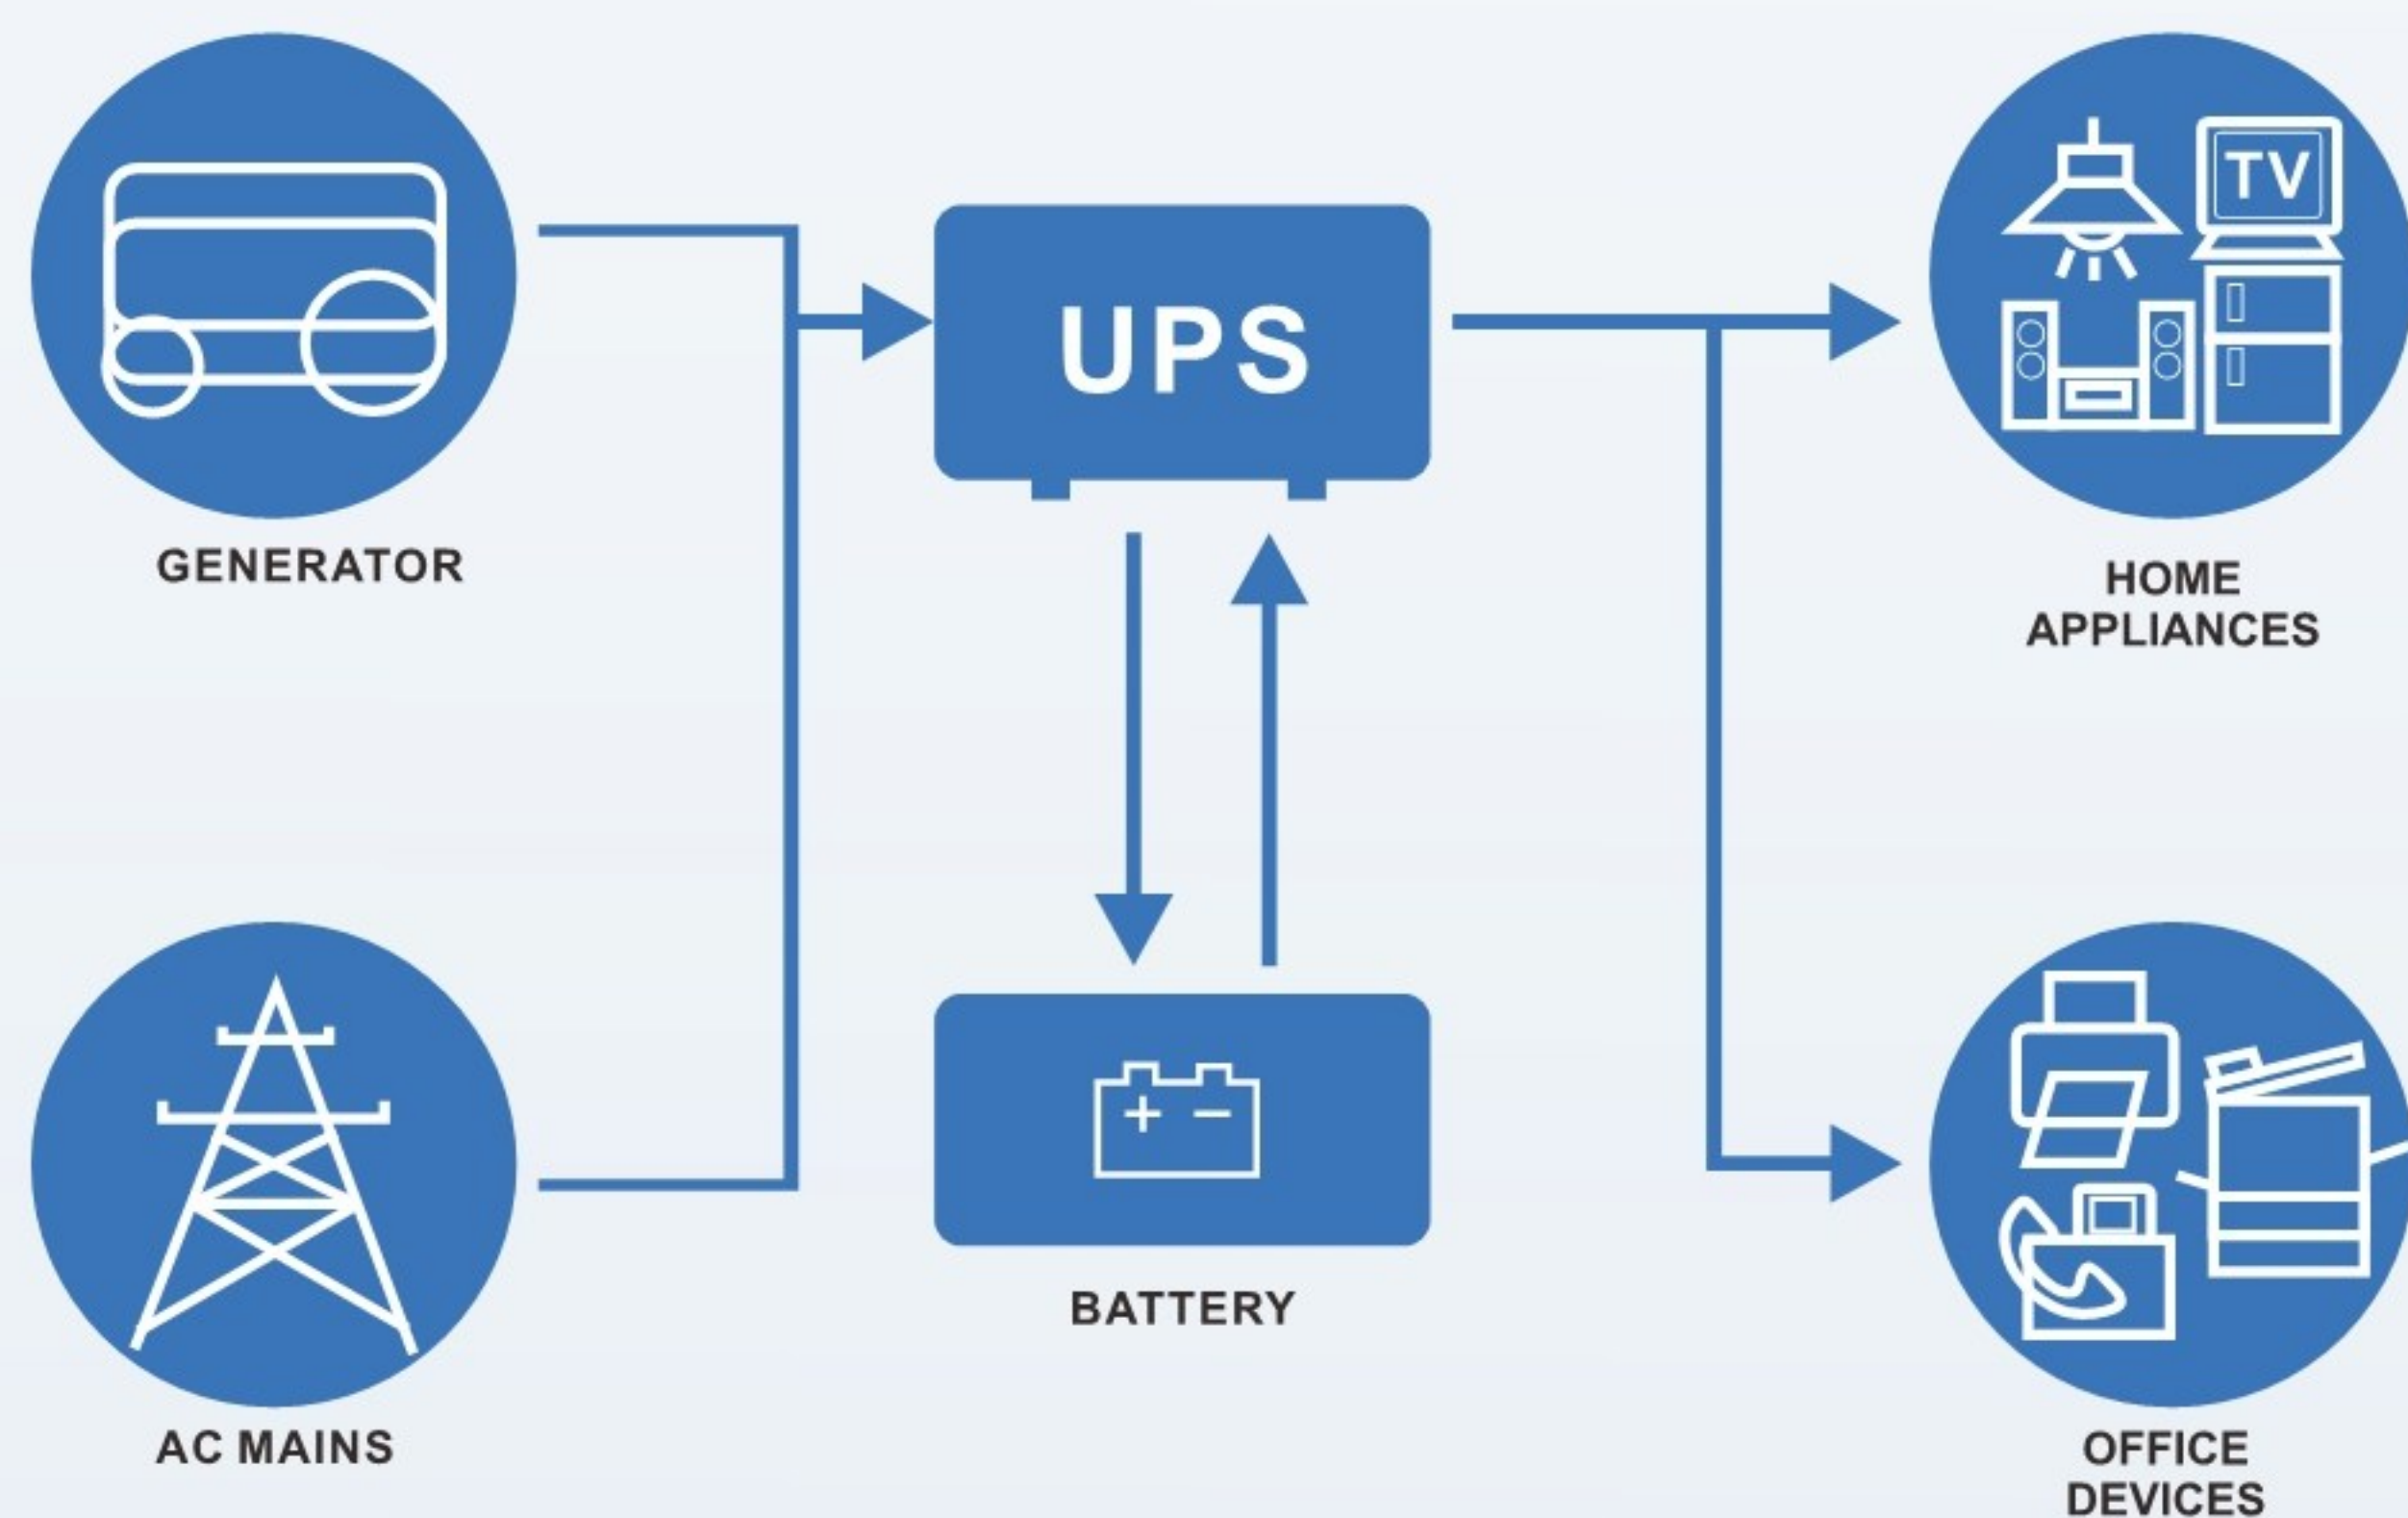 TV
UPS
GENERATOR
HOME
APPLIANCES
+ −
BATTERY
AC MAINS
OFFICE
DEVICES